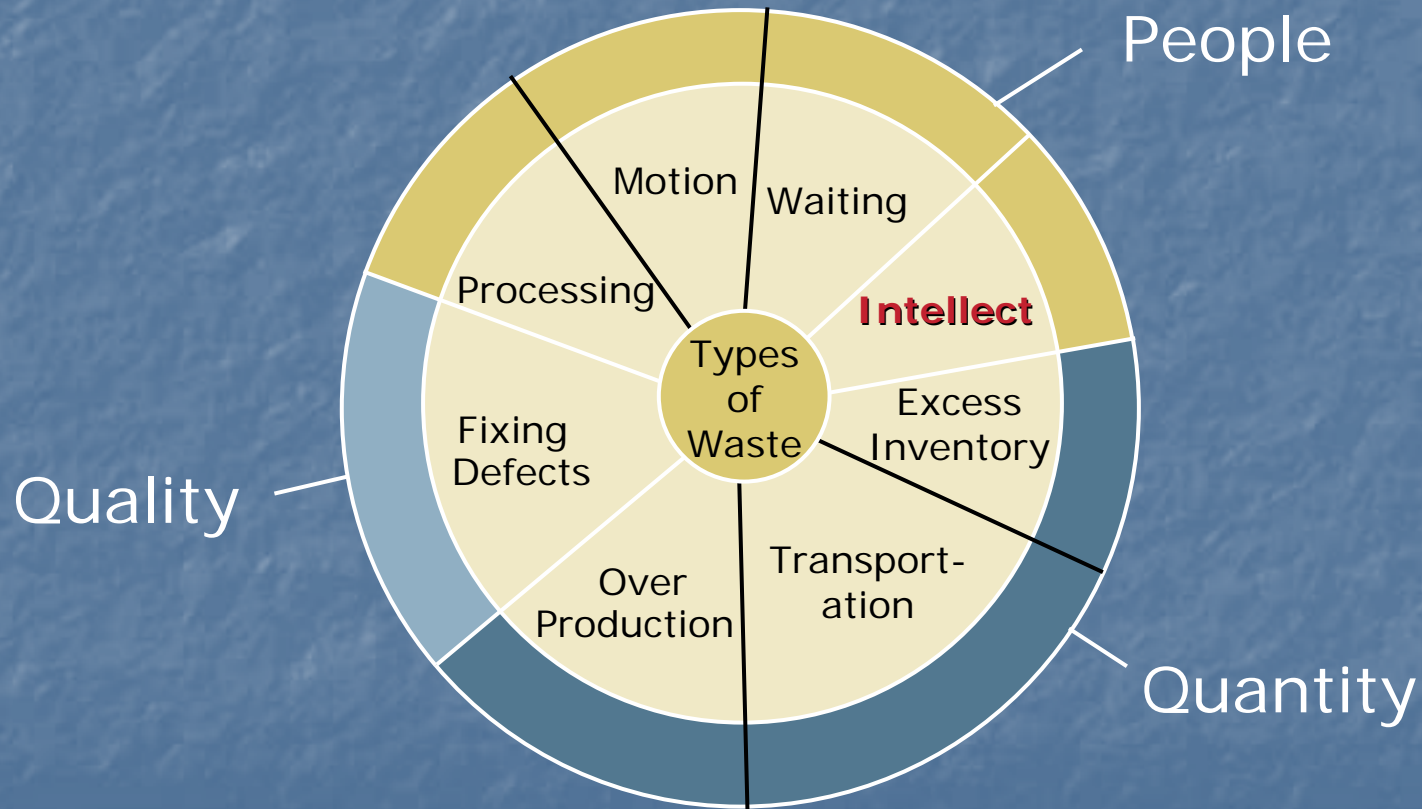 People
Motion
Waiting
Processing
Intellect
Types
of
Waste
Excess
Inventory
Fixing
Defects
Quality
Transport-
ation
Over
Production
Quantity